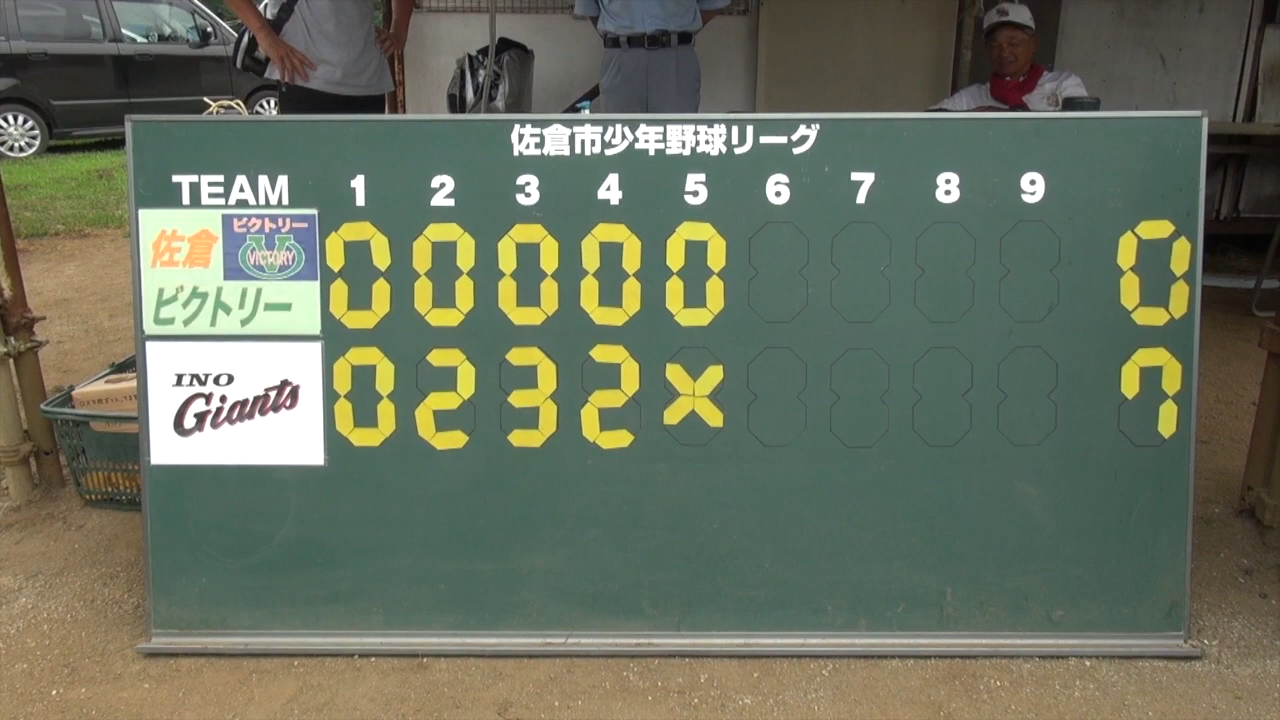 佐倉市少年野球リーグ
TEAM 1 2 3 4 5 6 7 8 9
佐倉 ビクトリー VICTORY
ビクトリー
0 0 0 0 0 0
INO
Giants
0 2 3 2 x 7